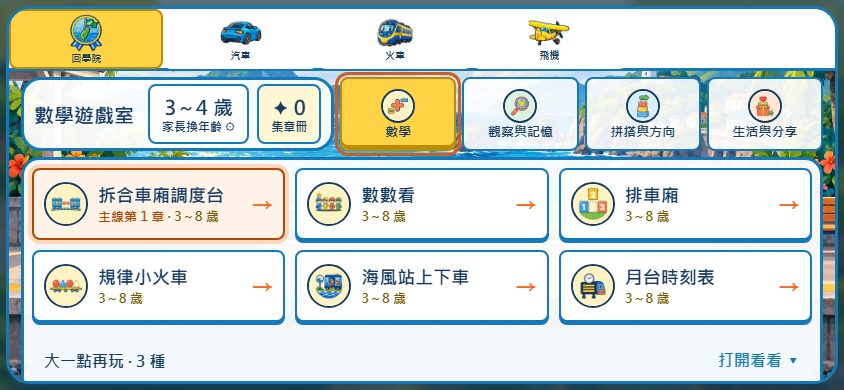 回學院
汽車
火車
飛機
數學遊戲室
3~4 歲
家長換年齡
✦ 0
集章冊
數學
觀察與記憶
拼搭與方向
生活與分享
拆合車廂調度台
主線第 1 章 · 3~8 歲
數數看
3~8 歲
排車廂
3~8 歲
規律小火車
3~8 歲
海風站上下車
3~8 歲
月台時刻表
3~8 歲
大一點再玩 · 3 種
打開看看